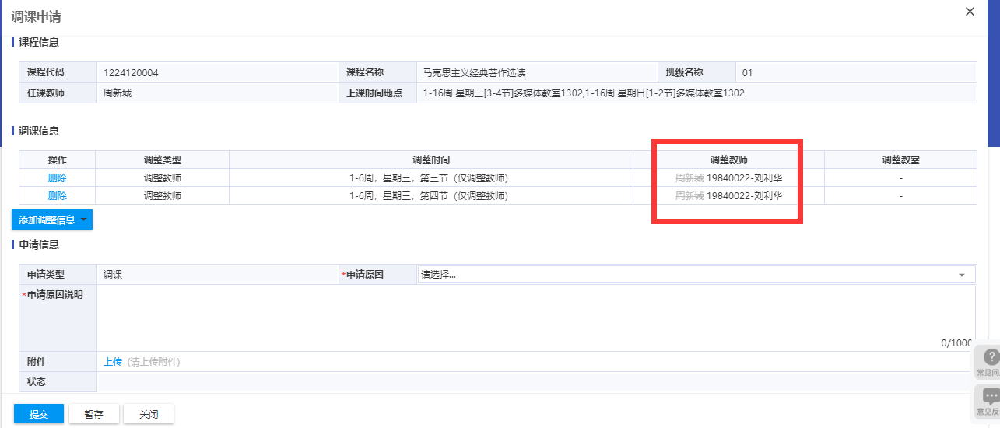 调课申请
课程信息
课程代码 1224120004 课程名称 马克思主义经典著作选读 班级名称 01
任课教师 周新城 上课时间地点 1-16周 星期三[3-4节]多媒体教室1302,1-16周 星期日[1-2节]多媒体教室1302
调课信息
操作 调整类型 调整时间 调整教师 调整教室
删除 调整教师 1-6周，星期三，第三节（仅调整教师） 周新城 19840022-刘利华 -
删除 调整教师 1-6周，星期三，第四节（仅调整教师） 周新城 19840022-刘利华 -
添加调整信息
申请信息
申请类型 调课 *申请原因 请选择...
*申请原因说明
0/1000
附件 上传 (请上传附件)
常见问
状态
意见反
提交 暂存 关闭